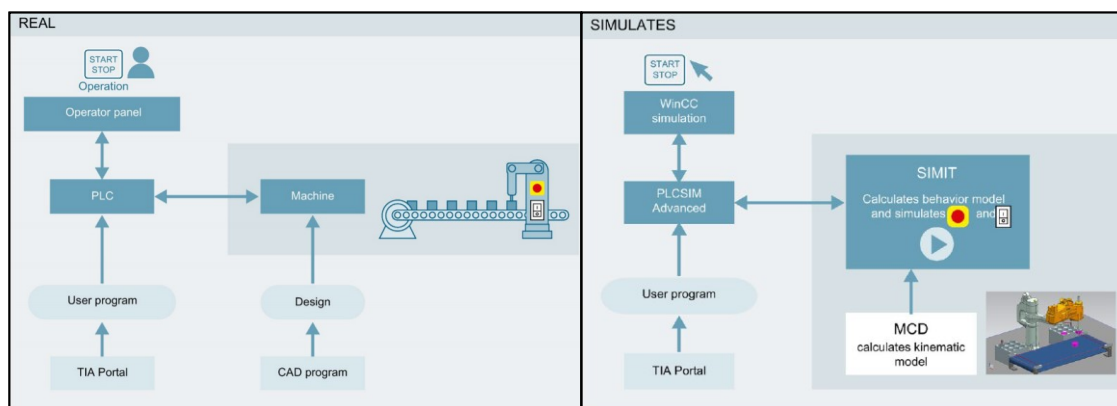 REAL
START
STOP
Operation
Operator panel
PLC
Machine
User program
Design
TIA Portal
CAD program
SIMULATES
START
STOP
WinCC
simulation
PLCSIM
Advanced
SIMIT
Calculates behavior model
and simulates and
User program
MCD
calculates kinematic
model
TIA Portal